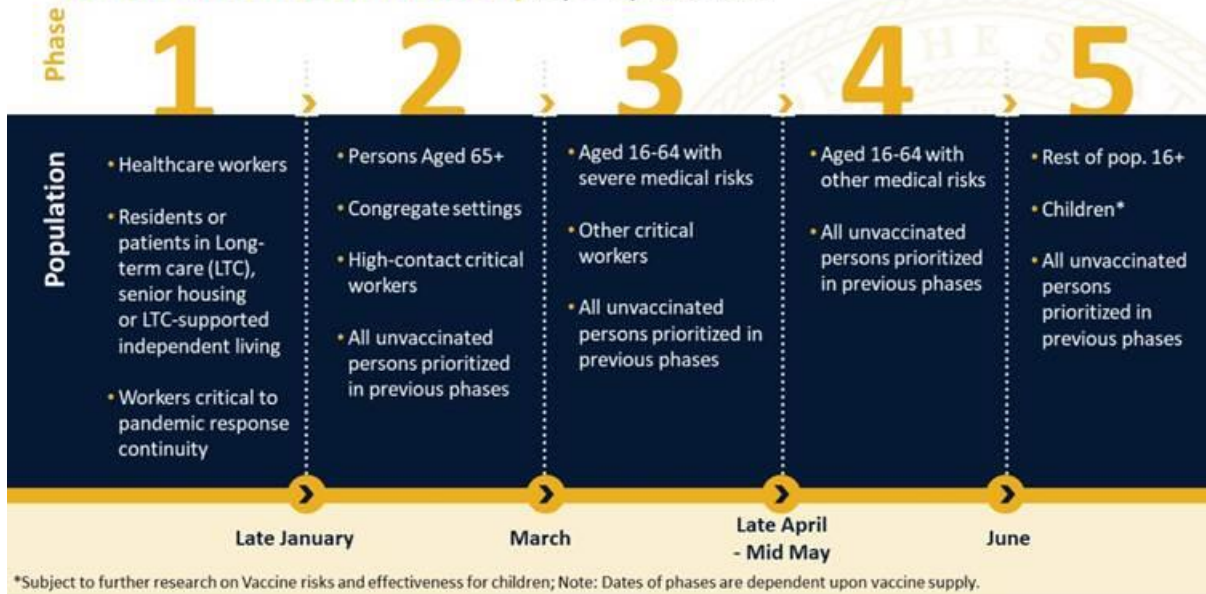 Phase
1
2
3
4
5
Population
• Healthcare workers
• Residents or
patients in Long-
term care (LTC),
senior housing
or LTC-supported
independent living
• Workers critical to
pandemic response
continuity
• Persons Aged 65+
• Congregate settings
• High-contact critical
workers
• All unvaccinated
persons prioritized
in previous phases
• Aged 16-64 with
severe medical risks
• Other critical
workers
• All unvaccinated
persons prioritized in
previous phases
• Aged 16-64 with
other medical risks
• All unvaccinated
persons prioritized
in previous phases
• Rest of pop. 16+
• Children*
• All unvaccinated
persons
prioritized in
previous phases
Late January
March
Late April
- Mid May
June
*Subject to further research on Vaccine risks and effectiveness for children; Note: Dates of phases are dependent upon vaccine supply.